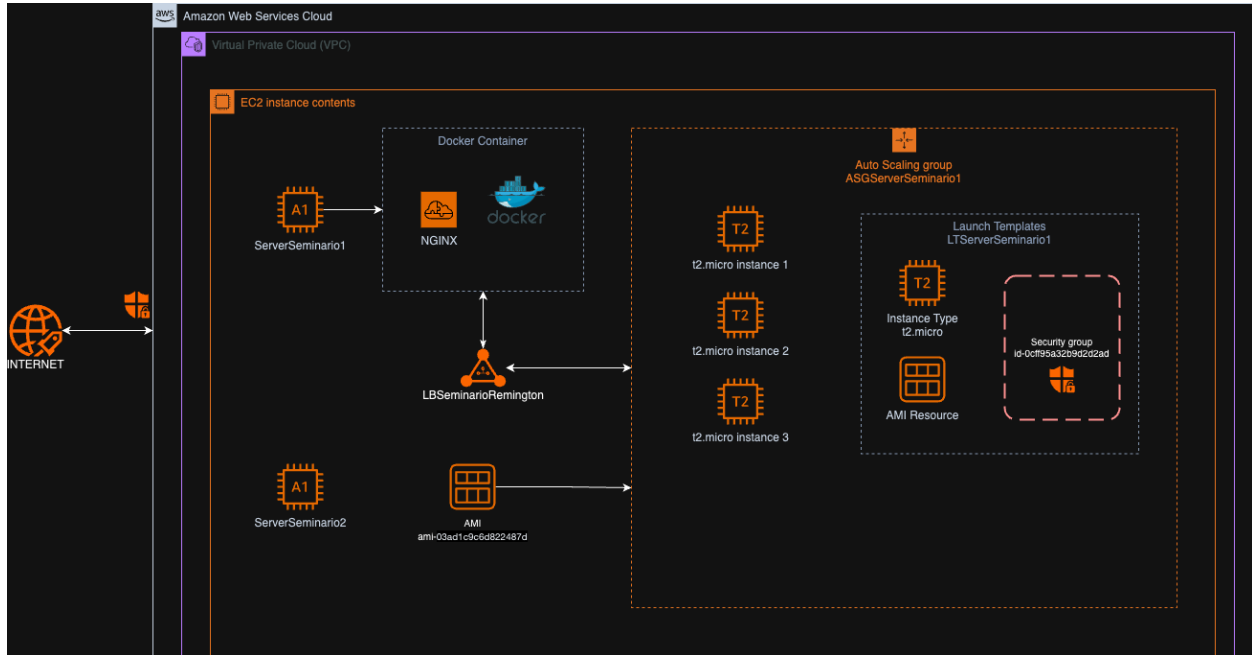 aws
Amazon Web Services Cloud
Virtual Private Cloud (VPC)
EC2 instance contents
Docker Container
docker
NGINX
A1
ServerSeminario1
INTERNET
LBSeminarioRemington
A1
ServerSeminario2
AMI
ami-03ad1c9c6d822487d
Auto Scaling group
ASGServerSeminario1
T2
t2.micro instance 1
T2
t2.micro instance 2
T2
t2.micro instance 3
Launch Templates
LTServerSeminario1
T2
Instance Type
t2.micro
AMI Resource
Security group
id-0cff95a32b9d2d2ad